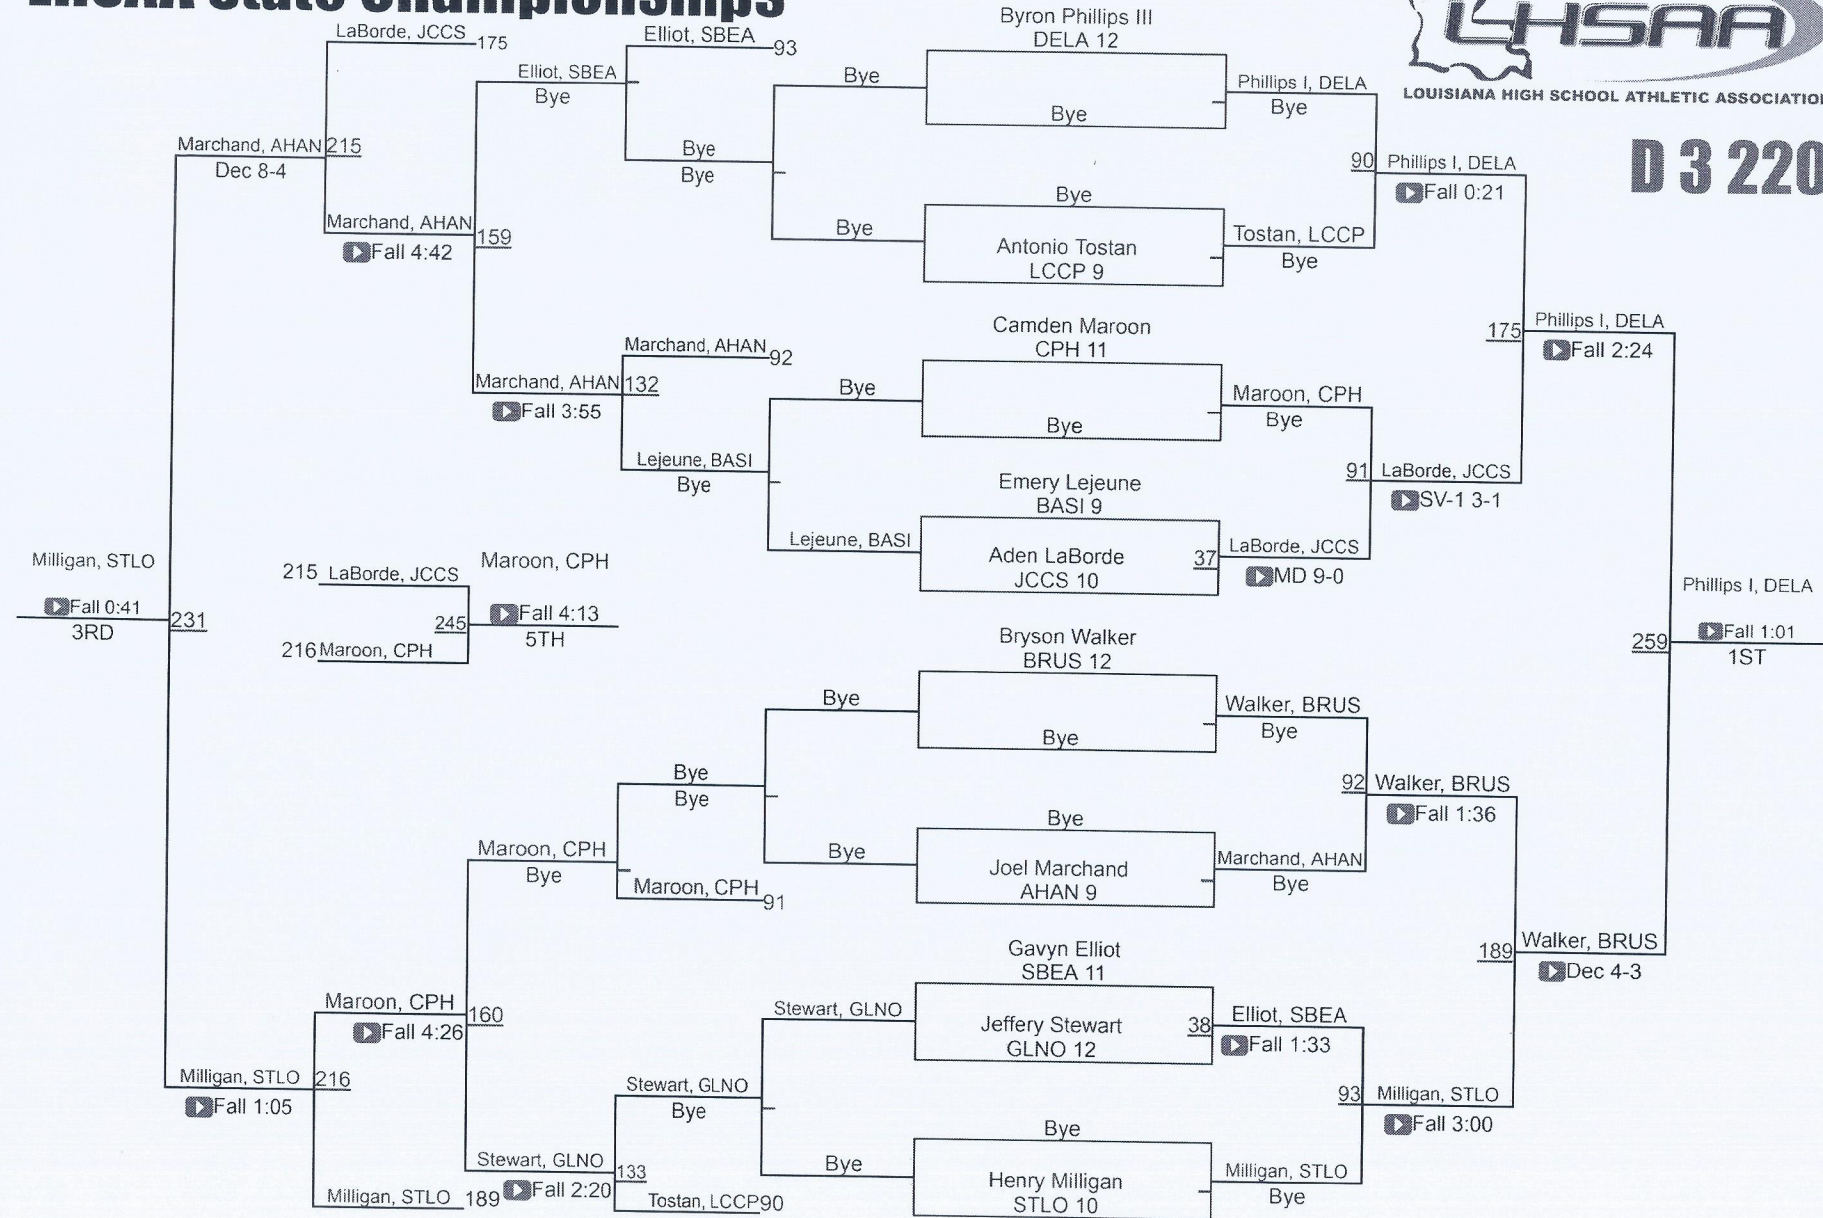 LHSAA State Championships
LHSAA
LOUISIANA HIGH SCHOOL ATHLETIC ASSOCIATION
D 3 220
LaBorde, JCCS 175
Marchand, AHAN 215
Dec 8-4
Marchand, AHAN 159
Fall 4:42
Elliot, SBEA
Bye
Elliot, SBEA 93
Bye
Bye
Marchand, AHAN 132
Fall 3:55
Marchand, AHAN 92
Lejeune, BASI
Bye
Bye
Bye
Bye
Lejeune, BASI
Byron Phillips III
DELA 12
Bye
Bye
Antonio Tostan
LCCP 9
Camden Maroon
CPH 11
Bye
Emery Lejeune
BASI 9
Aden LaBorde 37
JCCS 10
Phillips I, DELA
Bye
Tostan, LCCP
Bye
Maroon, CPH
Bye
LaBorde, JCCS
MD 9-0
90 Phillips I, DELA
Fall 0:21
91 LaBorde, JCCS
SV-1 3-1
175 Phillips I, DELA
Fall 2:24
Milligan, STLO
Fall 0:41
3RD
231
215 LaBorde, JCCS
216 Maroon, CPH
245
Maroon, CPH
Fall 4:13
5TH
Phillips I, DELA
Fall 1:01
1ST
259
Bye
Bye
Bye
Bye
Maroon, CPH
Bye
Maroon, CPH 91
Maroon, CPH 160
Fall 4:26
Milligan, STLO 216
Fall 1:05
Milligan, STLO 189
Stewart, GLNO 133
Fall 2:20
Stewart, GLNO
Bye
Tostan, LCCP 90
Stewart, GLNO
Bye
Bryson Walker
BRUS 12
Bye
Bye
Joel Marchand
AHAN 9
Gavyn Elliot
SBEA 11
Jeffery Stewart 38
GLNO 12
Bye
Henry Milligan
STLO 10
Walker, BRUS
Bye
Marchand, AHAN
Bye
Elliot, SBEA
Fall 1:33
Milligan, STLO
Bye
92 Walker, BRUS
Fall 1:36
93 Milligan, STLO
Fall 3:00
189 Walker, BRUS
Dec 4-3